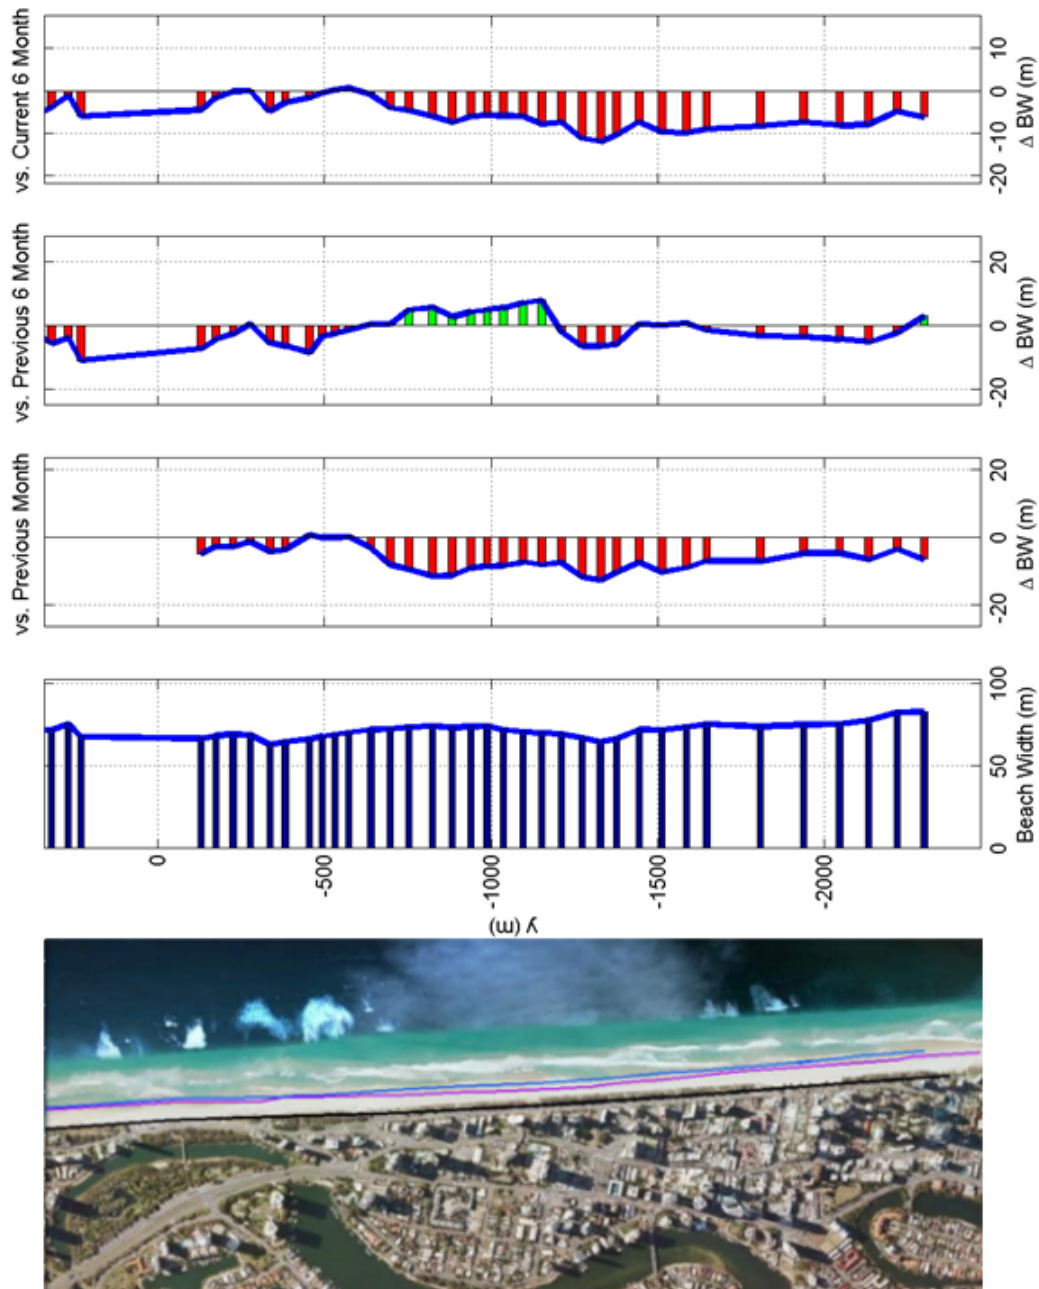 vs. Current 6 Month
-20
-10
0
10
Δ BW (m)
vs. Previous 6 Month
-20
0
20
Δ BW (m)
vs. Previous Month
-20
0
20
Δ BW (m)
0
50
100
Beach Width (m)
0
-500
-1000
-1500
-2000
y (m)